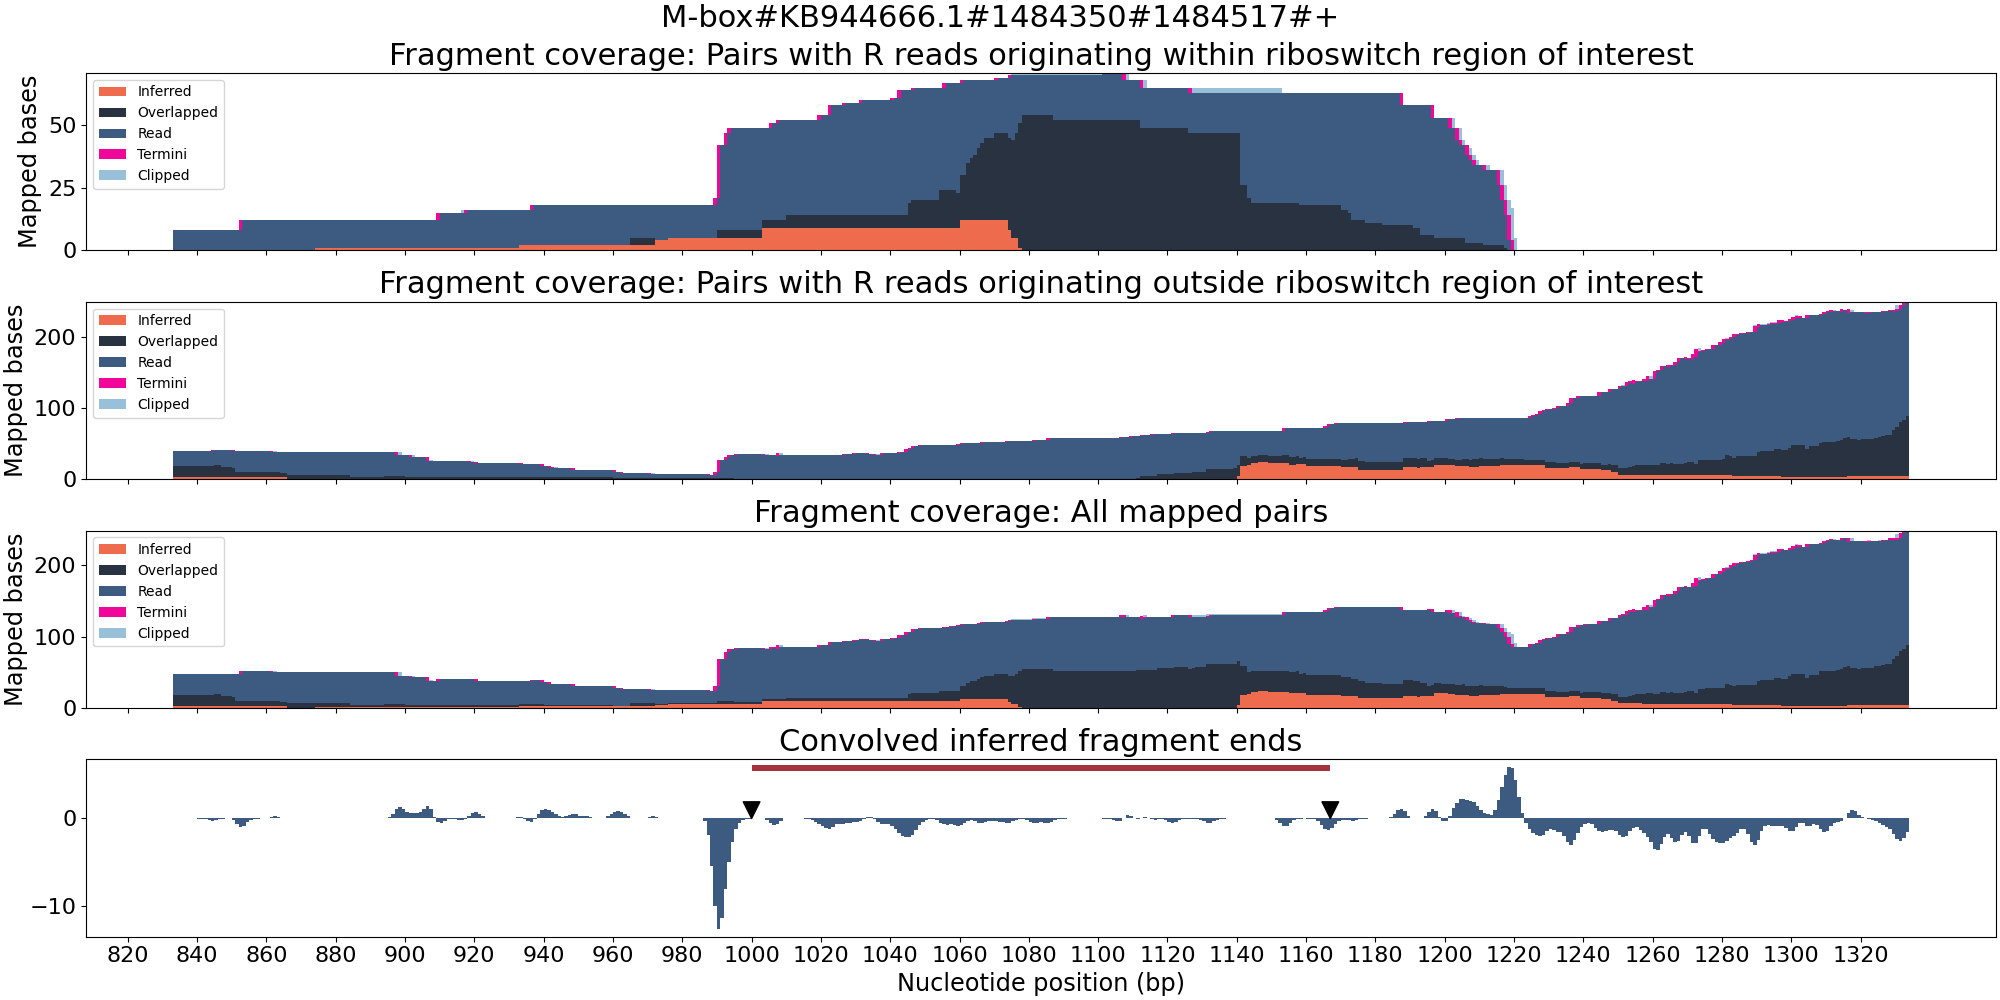 M-box#KB944666.1#1484350#1484517#+
Fragment coverage: Pairs with R reads originating within riboswitch region of interest
Mapped bases
50
25
0
Inferred
Overlapped
Read
Termini
Clipped
820 840 860 880 900 920 940 960 980 1000 1020 1040 1060 1080 1100 1120 1140 1160 1180 1200 1220 1240 1260 1280 1300 1320
Fragment coverage: Pairs with R reads originating outside riboswitch region of interest
Mapped bases
200
100
0
Inferred
Overlapped
Read
Termini
Clipped
Fragment coverage: All mapped pairs
Mapped bases
200
100
0
Inferred
Overlapped
Read
Termini
Clipped
Convolved inferred fragment ends
0
−10
Nucleotide position (bp)